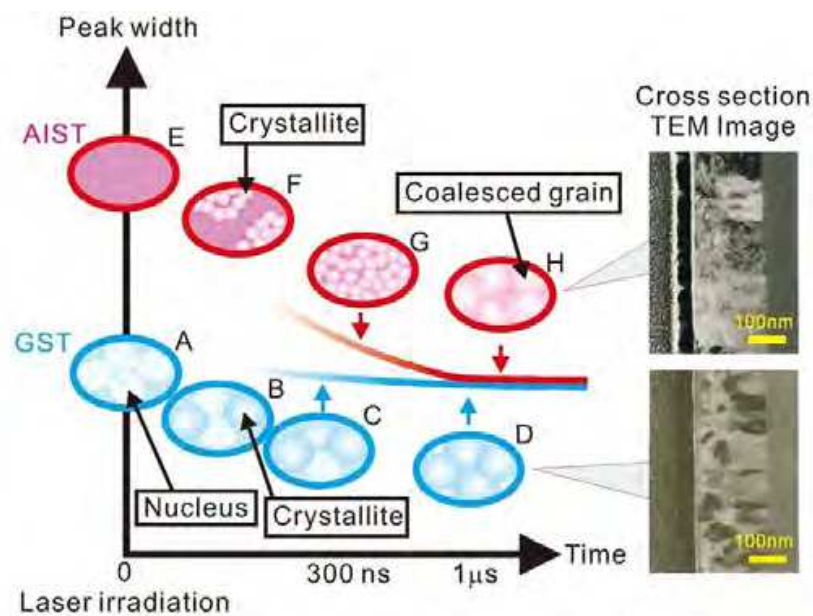 Peak width
AIST
E
Crystallite
F
Cross section
TEM Image
Coalesced grain
G
H
100nm
GST
A
B
C
D
Nucleus
Crystallite
100nm
Time
0
300 ns
1μs
Laser irradiation